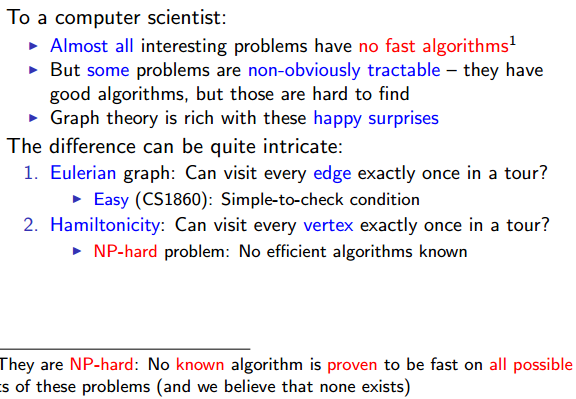 To a computer scientist:
▶ Almost all interesting problems have no fast algorithms1
▶ But some problems are non-obviously tractable – they have
good algorithms, but those are hard to find
▶ Graph theory is rich with these happy surprises
The difference can be quite intricate:
1. Eulerian graph: Can visit every edge exactly once in a tour?
▶ Easy (CS1860): Simple-to-check condition
2. Hamiltonicity: Can visit every vertex exactly once in a tour?
▶ NP-hard problem: No efficient algorithms known
They are NP-hard: No known algorithm is proven to be fast on all possible
of these problems (and we believe that none exists)